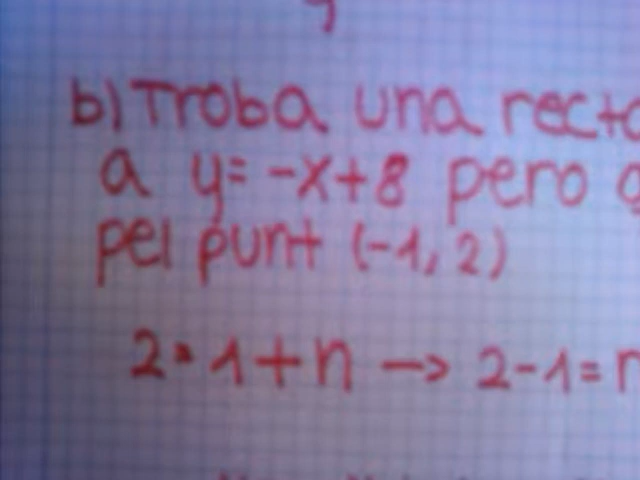 b) Troba una recta
a y = -x+8 pero
pel punt (-1, 2)
2 = 1+n → 2-1 = n